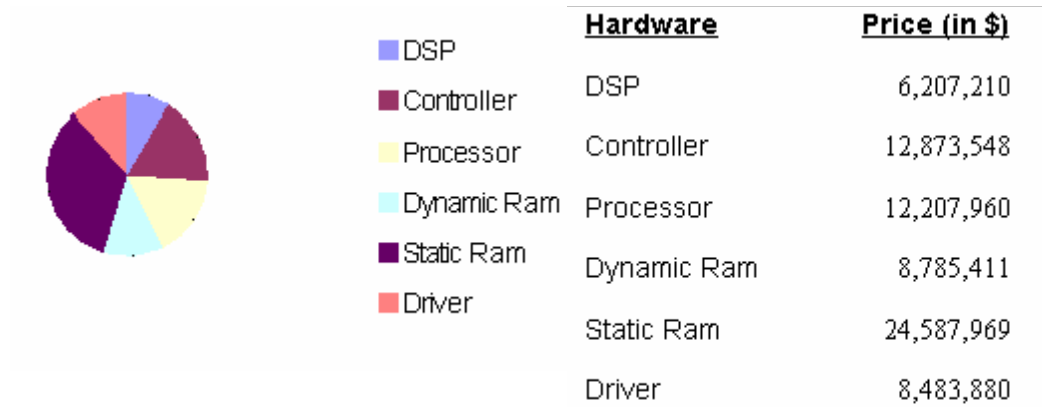 DSP
Controller
Processor
Dynamic Ram
Static Ram
Driver
Hardware Price (in $)
DSP 6,207,210
Controller 12,873,548
Processor 12,207,960
Dynamic Ram 8,785,411
Static Ram 24,587,969
Driver 8,483,880